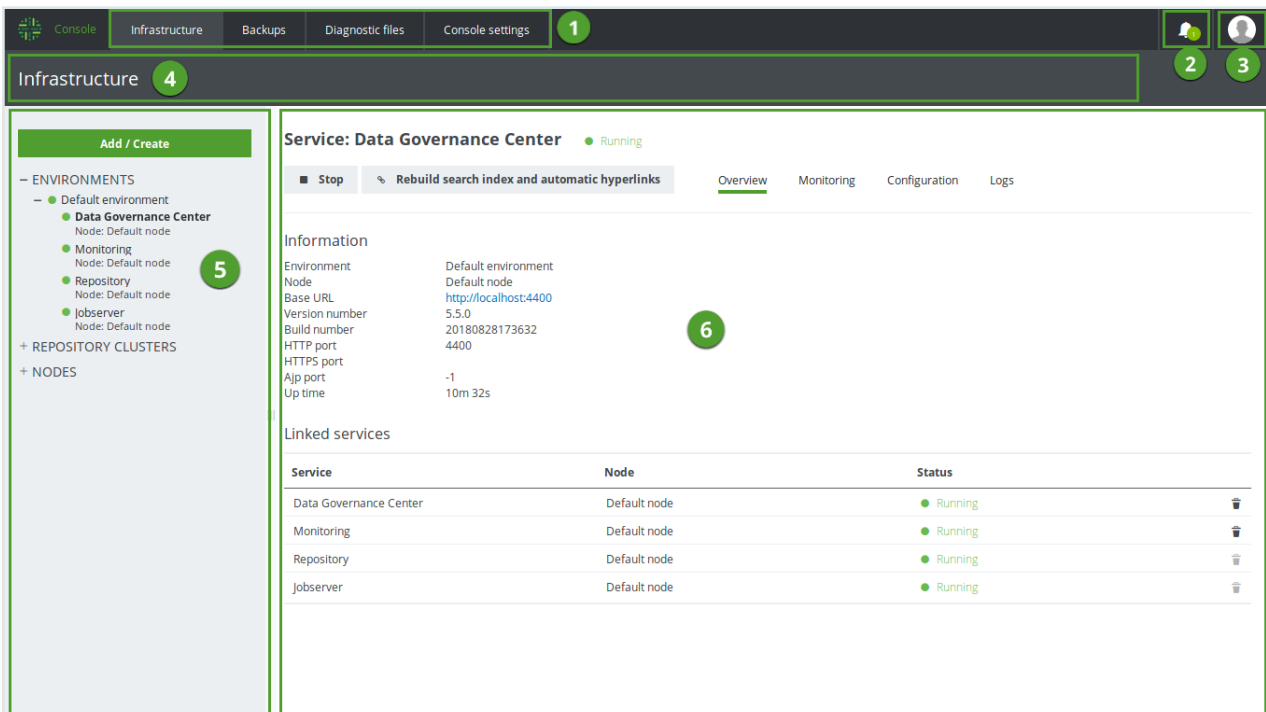 Console Infrastructure Backups Diagnostic files Console settings 1 1
2 3
Infrastructure 4
Add / Create
− ENVIRONMENTS
− Default environment
Data Governance Center
Node: Default node
Monitoring
Node: Default node
Repository
Node: Default node
Jobserver
Node: Default node
+ REPOSITORY CLUSTERS
+ NODES
5
Service: Data Governance Center Running
Stop Rebuild search index and automatic hyperlinks Overview Monitoring Configuration Logs
Information
Environment Default environment
Node Default node
Base URL http://localhost:4400
Version number 5.5.0
Build number 20180828173632
HTTP port 4400
HTTPS port
Ajp port -1
Up time 10m 32s
6
Linked services
Service Node Status
Data Governance Center Default node Running
Monitoring Default node Running
Repository Default node Running
Jobserver Default node Running